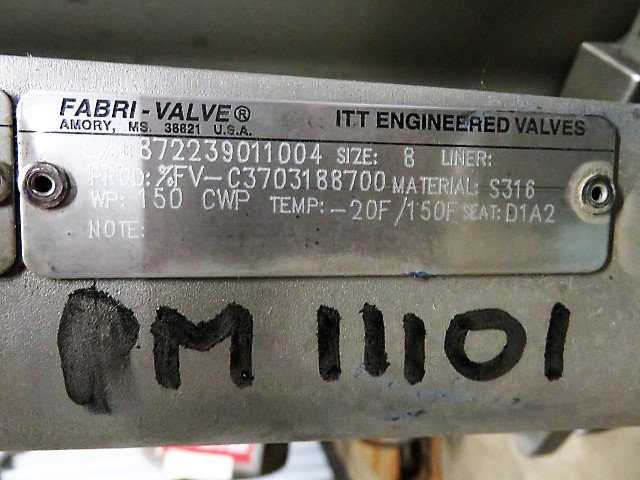 FABRI-VALVE® ITT ENGINEERED VALVES
AMORY, MS. 38821 U.S.A.
872239011004 SIZE: 8 LINER:
PROD: %FV-C3703188700 MATERIAL: S316
WP: 150 CWP TEMP: -20F/150F SEAT: D1A2
NOTE:
PM 11101